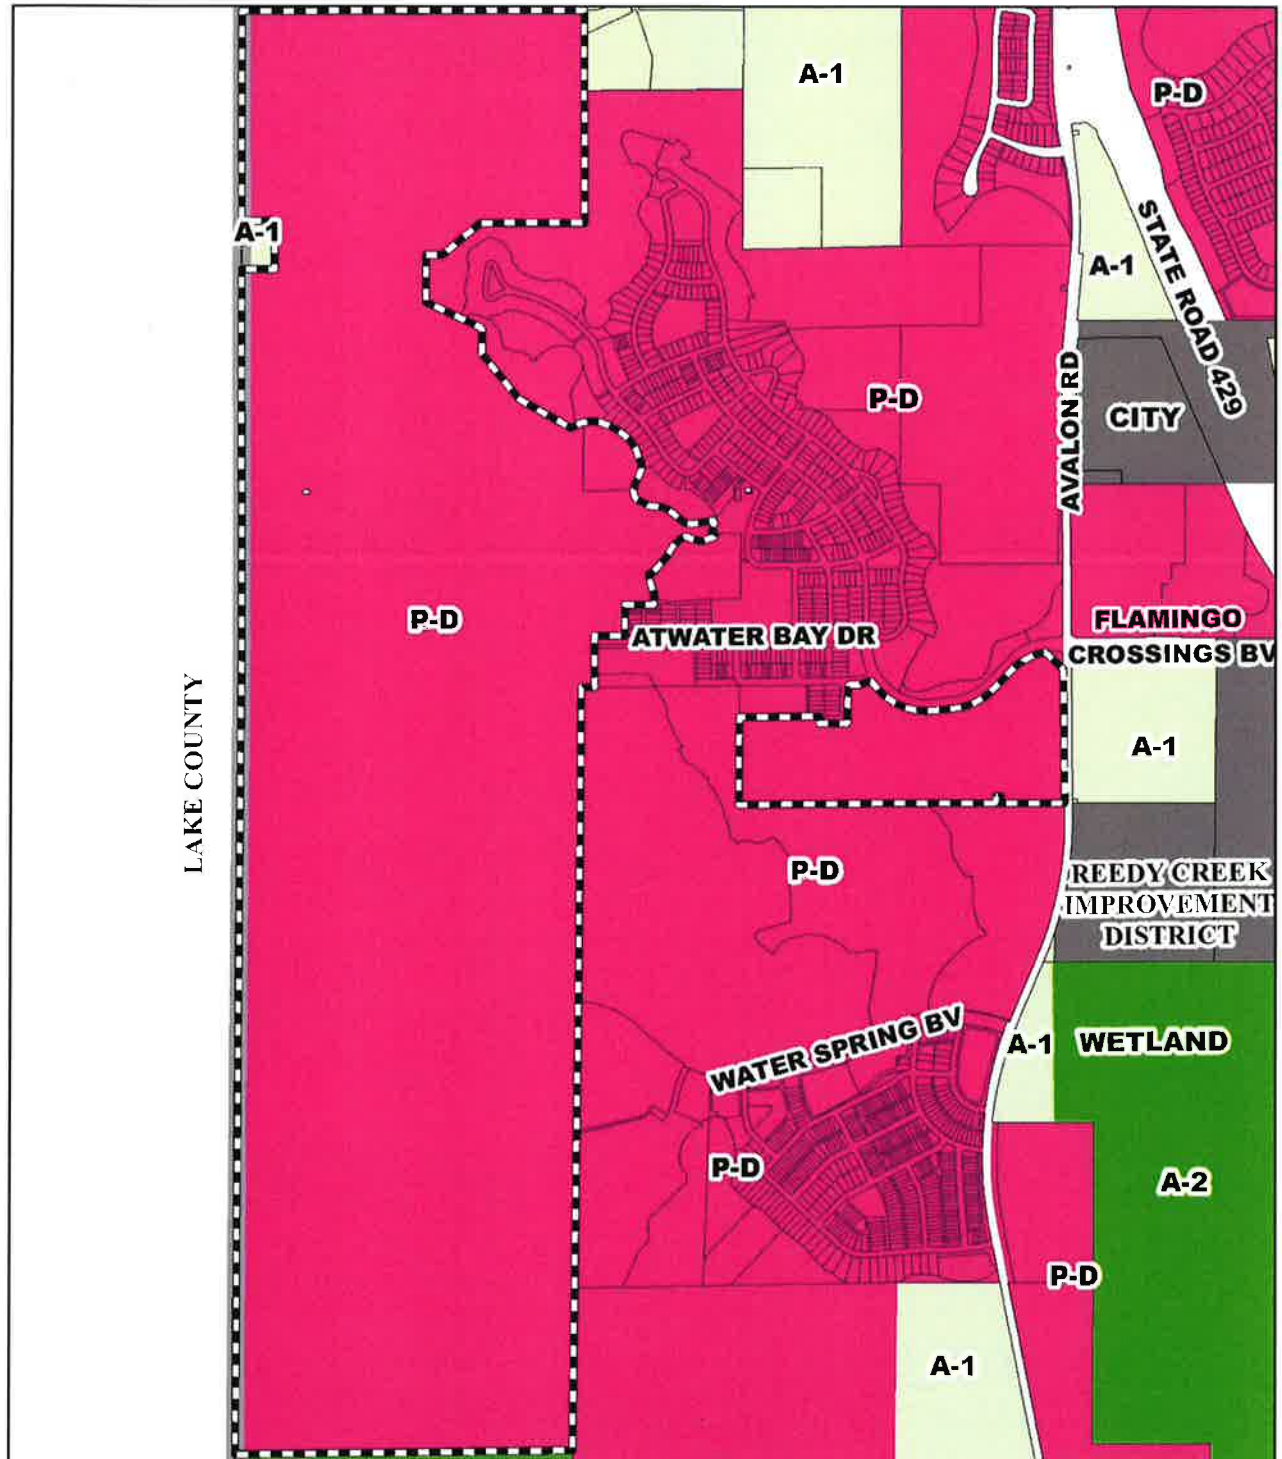 A-1
P-D
A-1
STATE ROAD 429
A-1
AVALON RD
P-D
CITY
P-D
FLAMINGO
CROSSINGS BV
ATWATER BAY DR
LAKE COUNTY
A-1
P-D
REEDY CREEK
IMPROVEMENT
DISTRICT
WATER SPRING BV
A-1
WETLAND
P-D
A-2
P-D
A-1